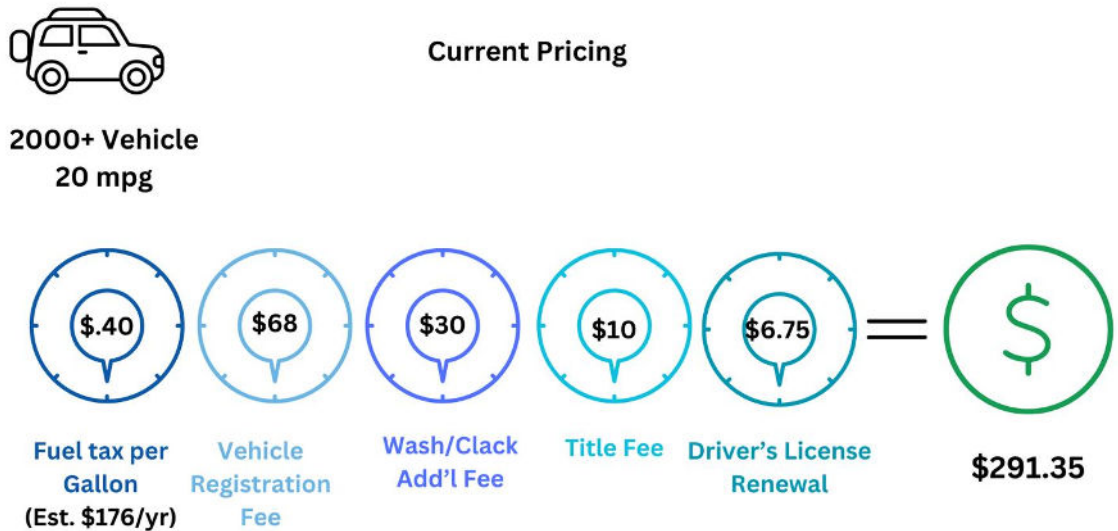 Current Pricing
2000+ Vehicle
20 mpg
$.40
$68
$30
$10
$6.75
$
Fuel tax per
Gallon
(Est. $176/yr)
Vehicle
Registration
Fee
Wash/Clack
Add'l Fee
Title Fee
Driver's License
Renewal
$291.35